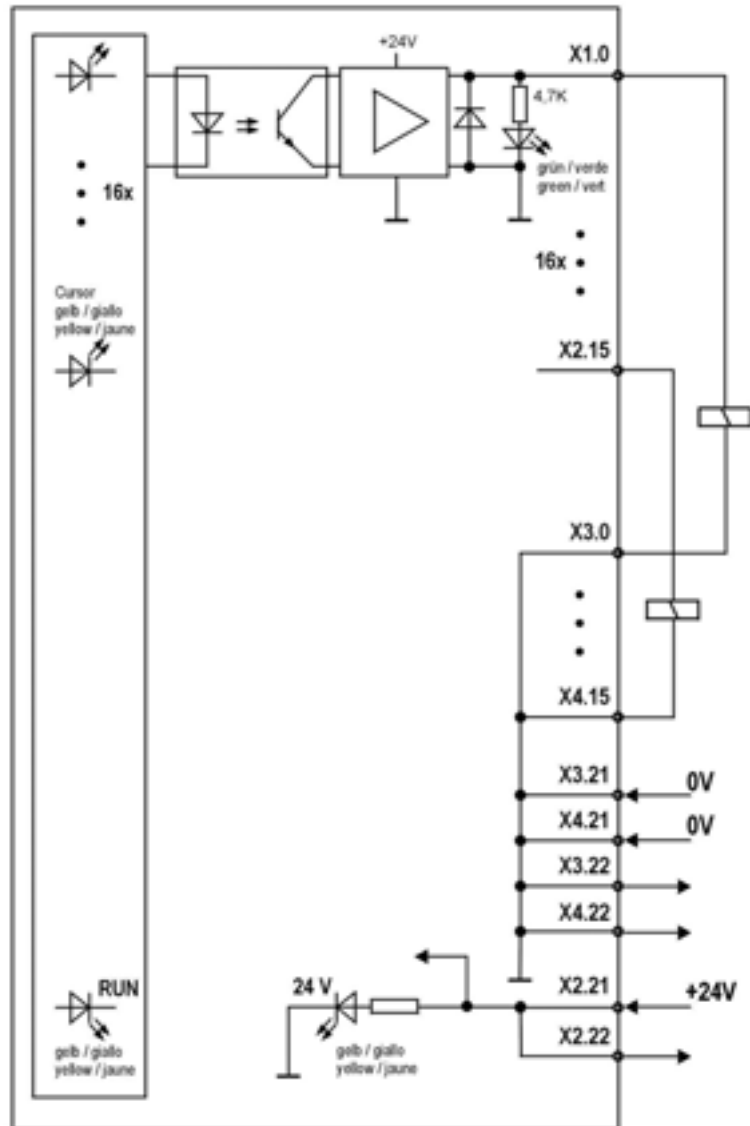 +24V
X1.0
4,7K
grün / verde
green / vert
16x
16x
Cursor
gelb / giallo
yellow / jaune
X2.15
X3.0
X4.15
X3.21
0V
X4.21
0V
X3.22
X4.22
RUN
24 V
X2.21
+24V
X2.22
gelb / giallo
yellow / jaune
gelb / giallo
yellow / jaune